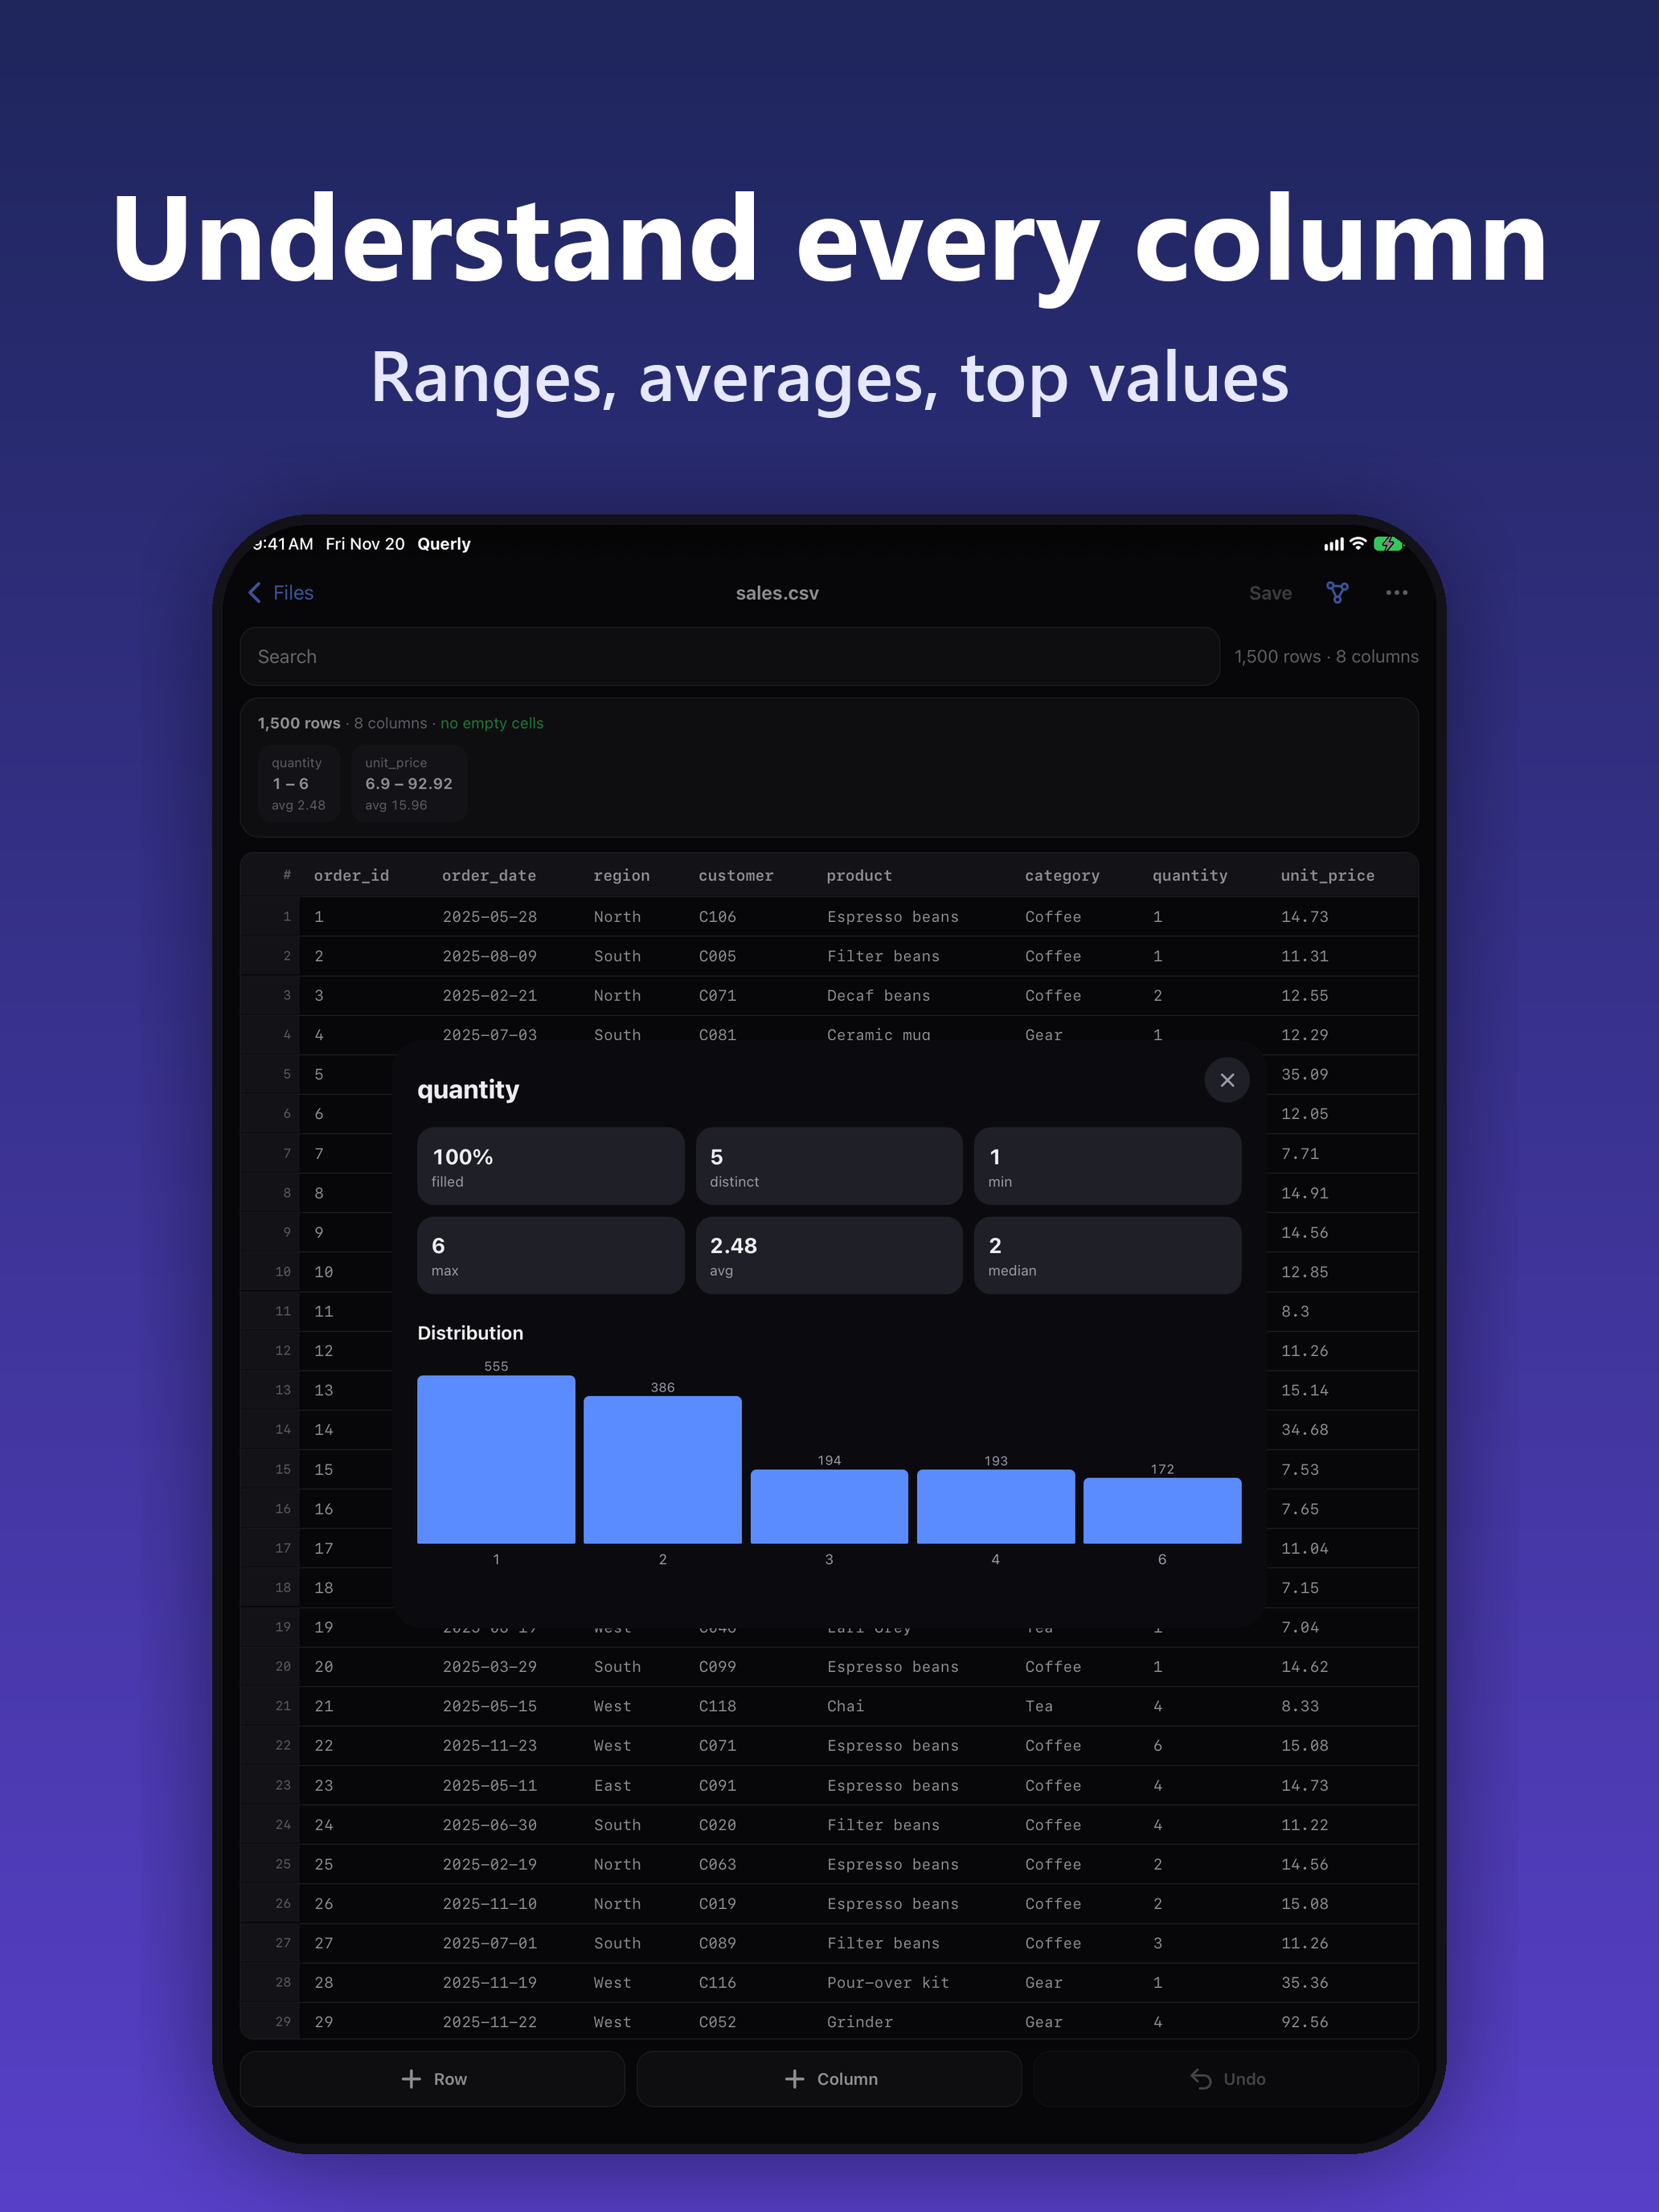 Understand every column
Ranges, averages, top values
9:41 AM Fri Nov 20 Querly
Files sales.csv Save
Search 1,500 rows · 8 columns
1,500 rows · 8 columns · no empty cells
quantity unit_price
1 – 6 6.9 – 92.92
avg 2.48 avg 15.96
# order_id order_date region customer product category quantity unit_price
1 1 2025-05-28 North C106 Espresso beans Coffee 1 14.73
2 2 2025-08-09 South C005 Filter beans Coffee 1 11.31
3 3 2025-02-21 North C071 Decaf beans Coffee 2 12.55
4 4 2025-07-03 South C081 Ceramic mug Gear 1 12.29
5 5 35.09
6 6 12.05
7 7 7.71
8 8 14.91
9 9 14.56
10 10 12.85
11 11 8.3
12 12 11.26
13 13 15.14
14 14 34.68
15 15 7.53
16 16 7.65
17 17 11.04
18 18 7.15
quantity
100% 5 1
filled distinct min
6 2.48 2
max avg median
Distribution
555 386 194 193 172
1 2 3 4 6
19 19 West Earl Grey Tea 1 7.04
20 20 2025-03-29 South C099 Espresso beans Coffee 1 14.62
21 21 2025-05-15 West C118 Chai Tea 4 8.33
22 22 2025-11-23 West C071 Espresso beans Coffee 6 15.08
23 23 2025-05-11 East C091 Espresso beans Coffee 4 14.73
24 24 2025-06-30 South C020 Filter beans Coffee 4 11.22
25 25 2025-02-19 North C063 Espresso beans Coffee 2 14.56
26 26 2025-11-10 North C019 Espresso beans Coffee 2 15.08
27 27 2025-07-01 South C089 Filter beans Coffee 3 11.26
28 28 2025-11-19 West C116 Pour-over kit Gear 1 35.36
29 29 2025-11-22 West C052 Grinder Gear 4 92.56
Row Column Undo